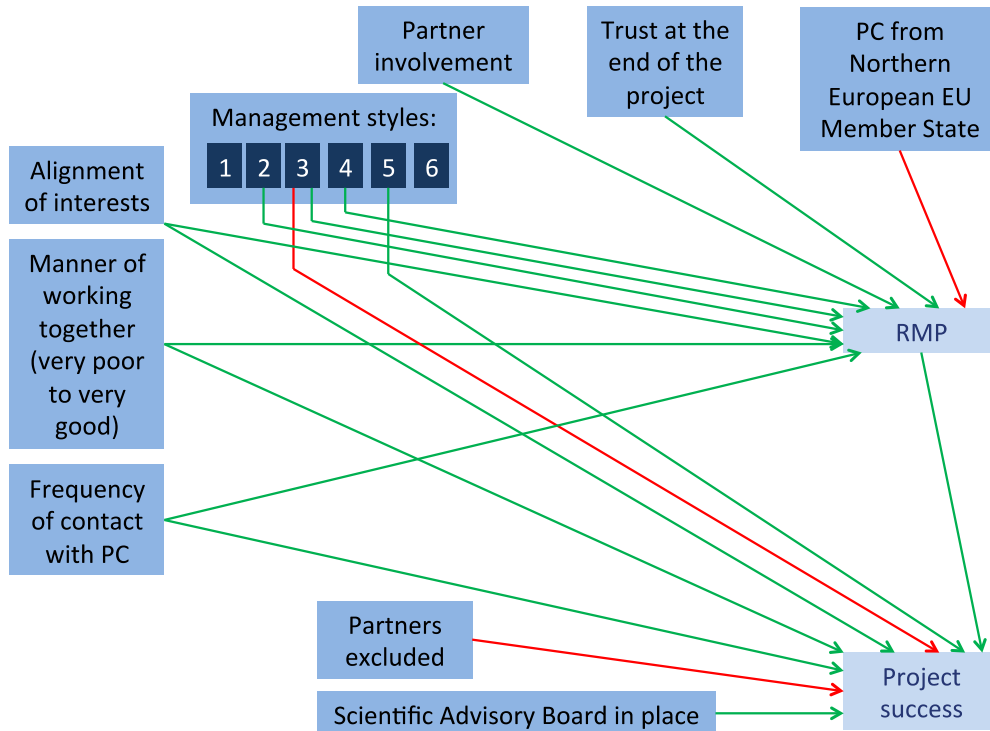 Partner
involvement
Trust at the
end of the
project
PC from
Northern
European EU
Member State
Management styles:
1 2 3 4 5 6
Alignment
of interests
Manner of
working
together
(very poor
to very
good)
RMP
Frequency
of contact
with PC
Partners
excluded
Project
success
Scientific Advisory Board in place